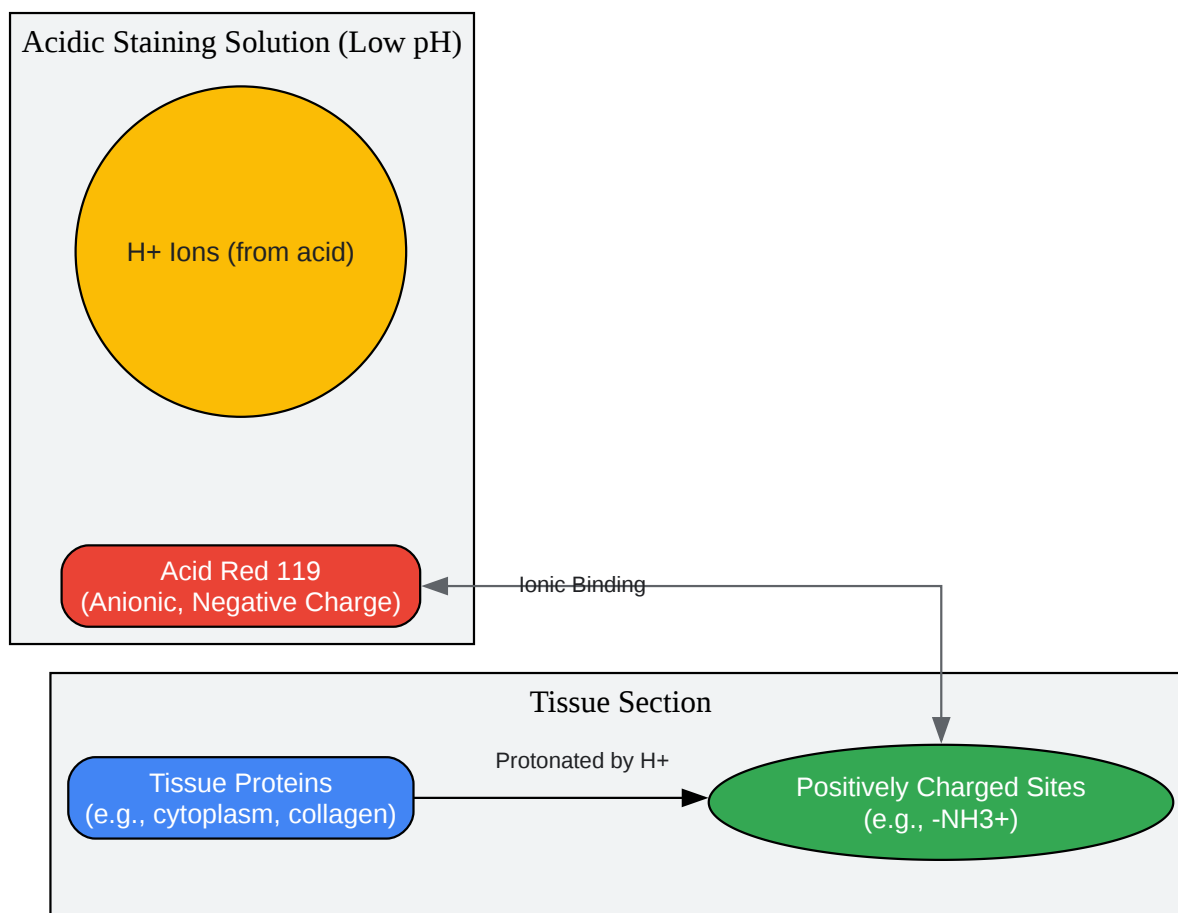 Acidic Staining Solution (Low pH)
H+ Ions (from acid)
Acid Red 119
(Anionic, Negative Charge)
Ionic Binding
Tissue Section
Tissue Proteins
(e.g., cytoplasm, collagen)
Protonated by H+
Positively Charged Sites
(e.g., -NH3+)